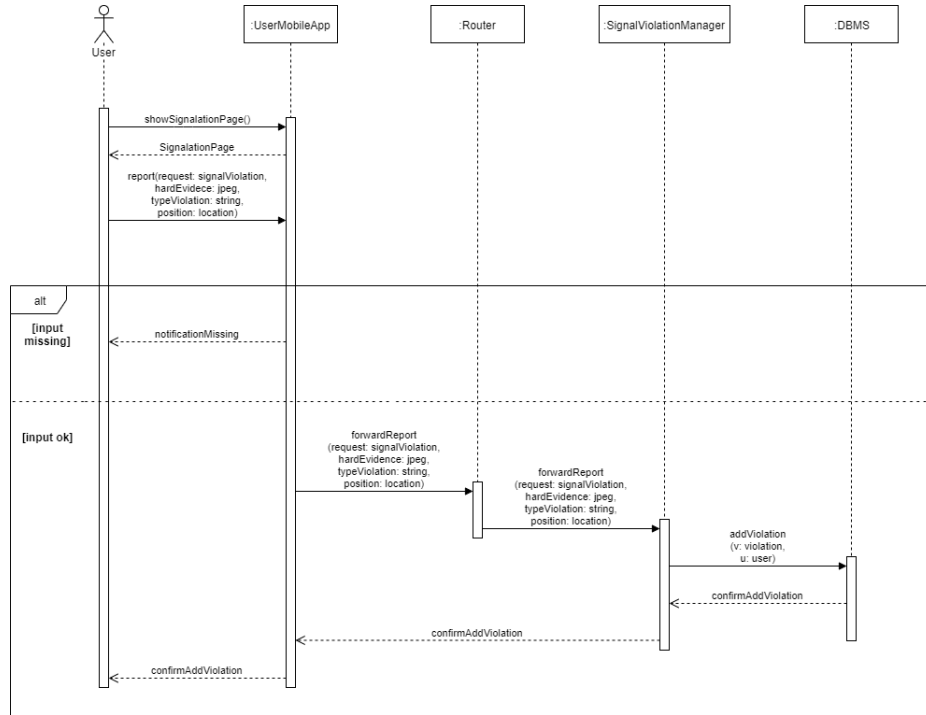 :UserMobileApp
:Router
:SignalViolationManager
:DBMS
User
showSignalationPage()
SignalationPage
report(request: signalViolation,
hardEvidece: jpeg,
typeViolation: string,
position: location)
alt
[input
missing]
notificationMissing
[input ok]
forwardReport
(request: signalViolation,
hardEvidence: jpeg,
typeViolation: string,
position: location)
forwardReport
(request: signalViolation,
hardEvidence: jpeg,
typeViolation: string,
position: location)
addViolation
(v: violation,
u: user)
confirmAddViolation
confirmAddViolation
confirmAddViolation